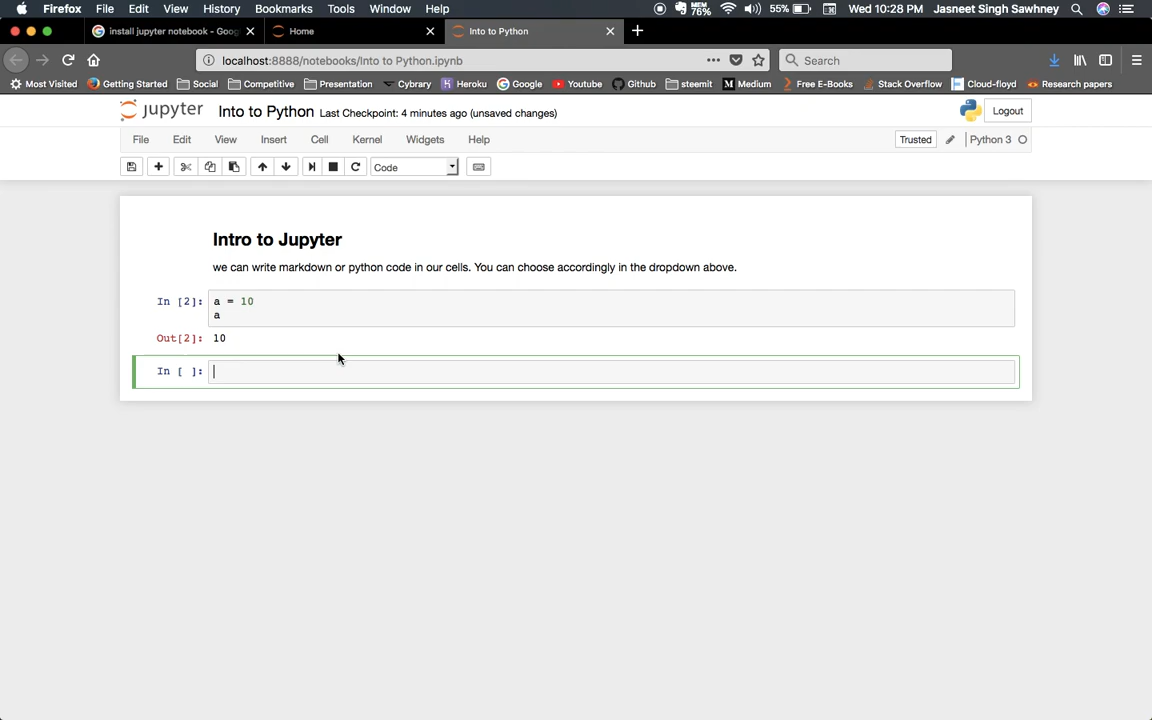 Firefox File Edit View History Bookmarks Tools Window Help MEM 76% 55% Wed 10:28 PM Jasneet Singh Sawhney
install jupyter notebook - Goog Home Into to Python
localhost:8888/notebooks/Into to Python.ipynb Search
Most Visited Getting Started Social Competitive Presentation Cybrary Heroku Google Youtube Github steemit Medium Free E-Books Stack Overflow Cloud-floyd Research papers
jupyter Into to Python Last Checkpoint: 4 minutes ago (unsaved changes) Logout
File Edit View Insert Cell Kernel Widgets Help Trusted Python 3
Code
Intro to Jupyter
we can write markdown or python code in our cells. You can choose accordingly in the dropdown above.
In [2]: a = 10
a
Out[2]: 10
In [ ]: